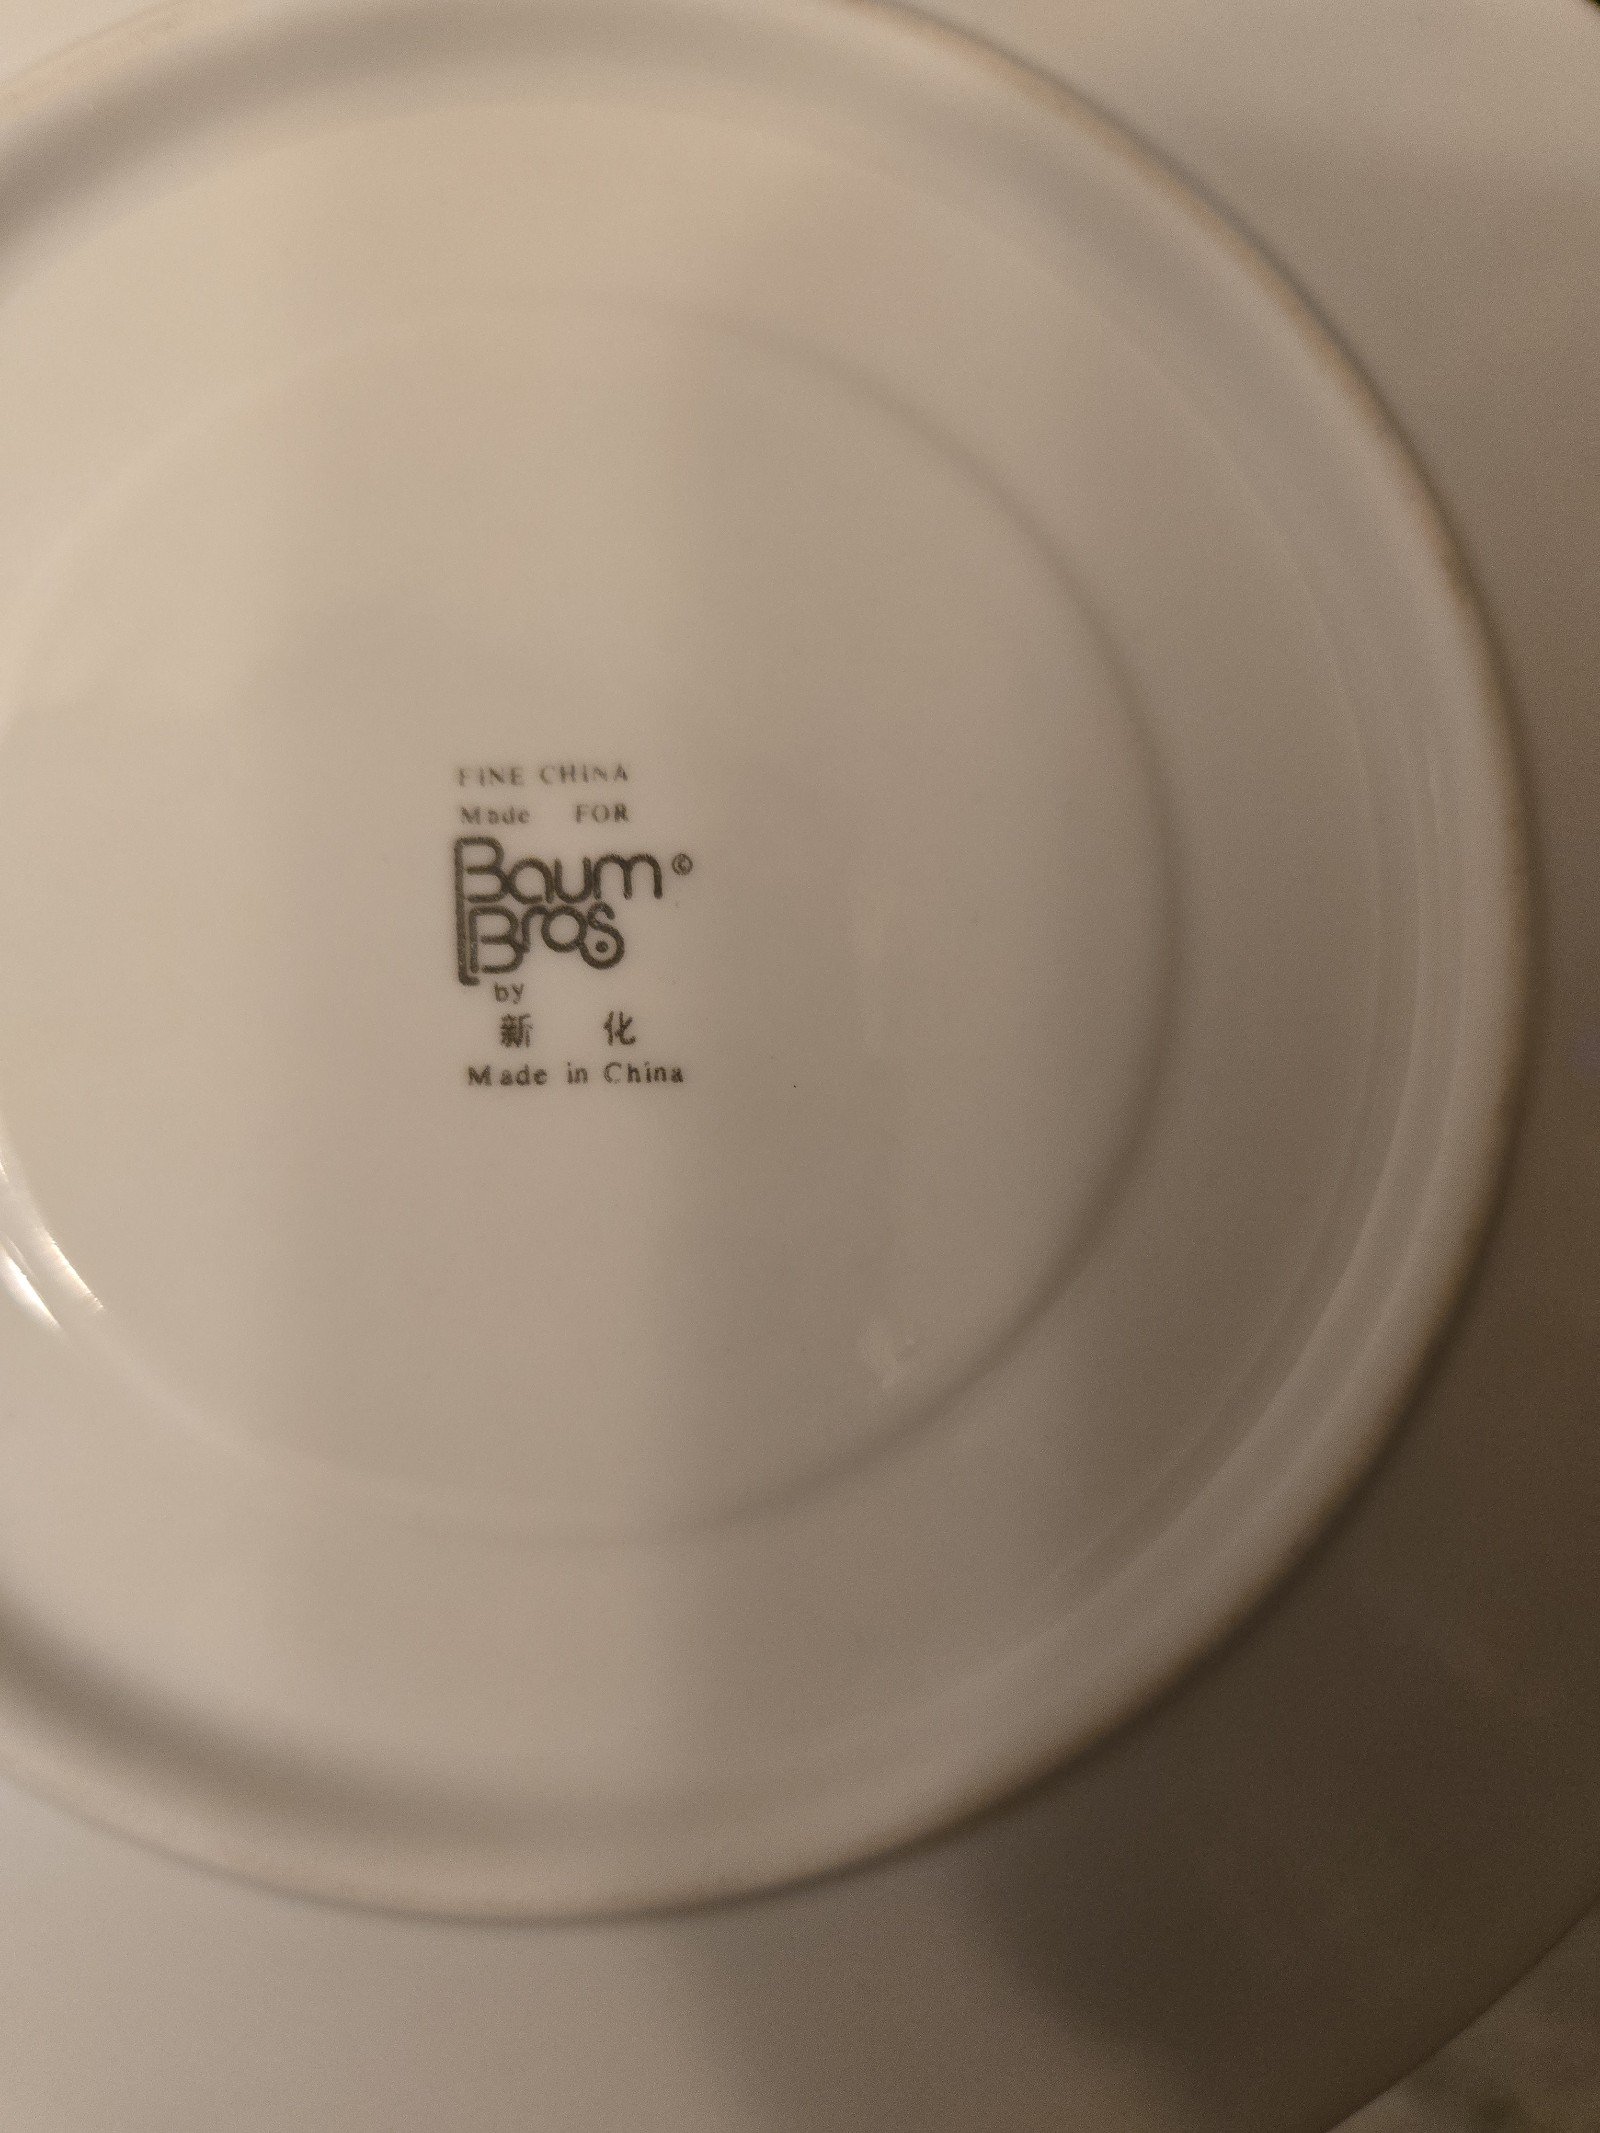 FINE CHINA
Made FOR
Baum ©
Bros
by
新 化
Made in China